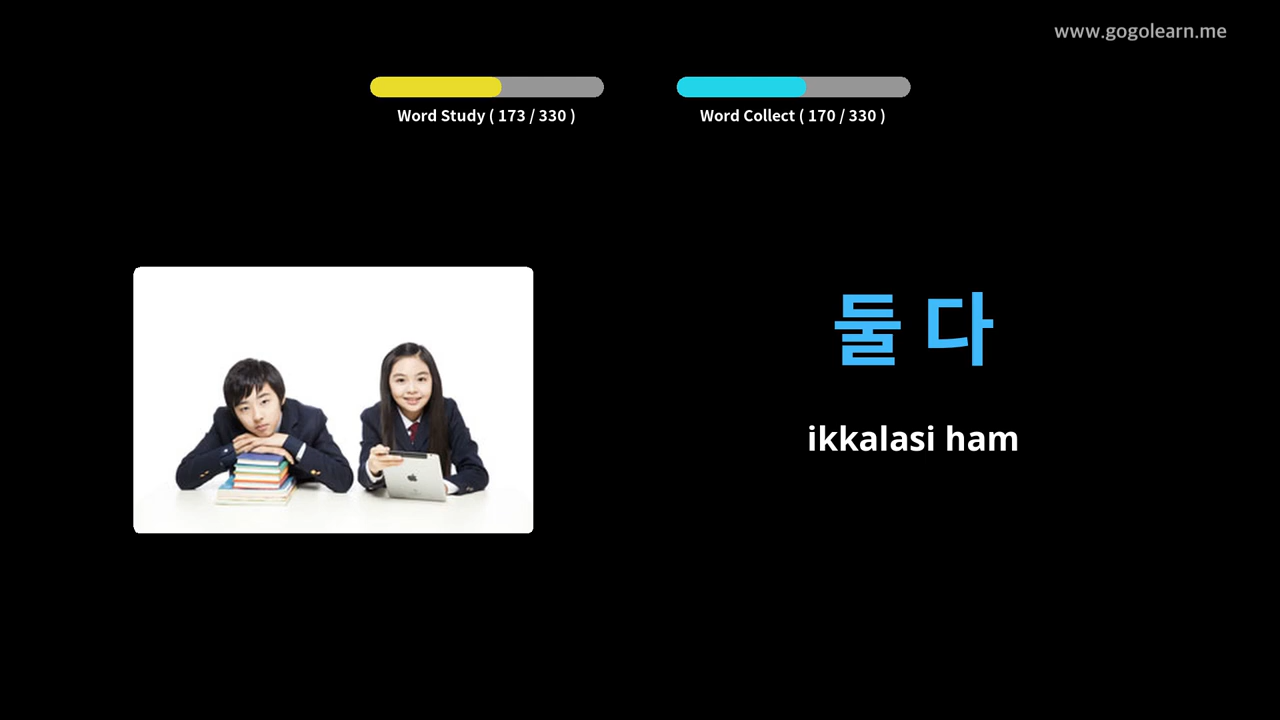 www.gogolearn.me
Word Study ( 173 / 330 )
Word Collect ( 170 / 330 )
둘 다
ikkalasi ham